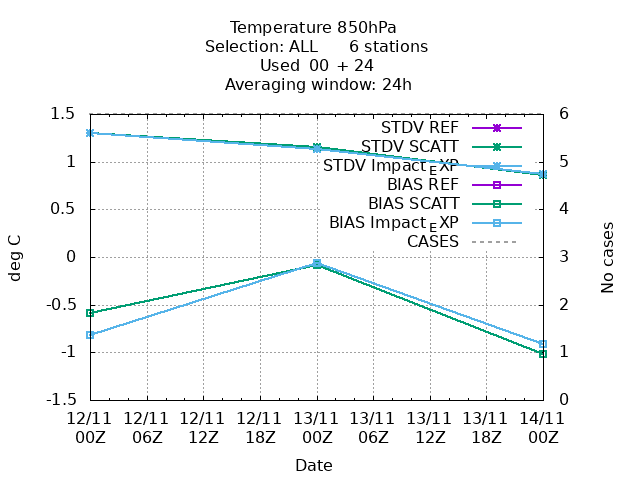 Temperature 850hPa
Selection: ALL 6 stations
Used 00 + 24
Averaging window: 24h
1.5
1
0.5
0
-0.5
-1
-1.5
deg C
6
5
4
3
2
1
0
No cases
STDV REF
STDV SCATT
STDV Impact_EXP
BIAS REF
BIAS SCATT
BIAS Impact_EXP
CASES
12/11 12/11 12/11 12/11 13/11 13/11 13/11 14/11 14/11
00Z 06Z 12Z 18Z 00Z 06Z 12Z 18Z 00Z
Date